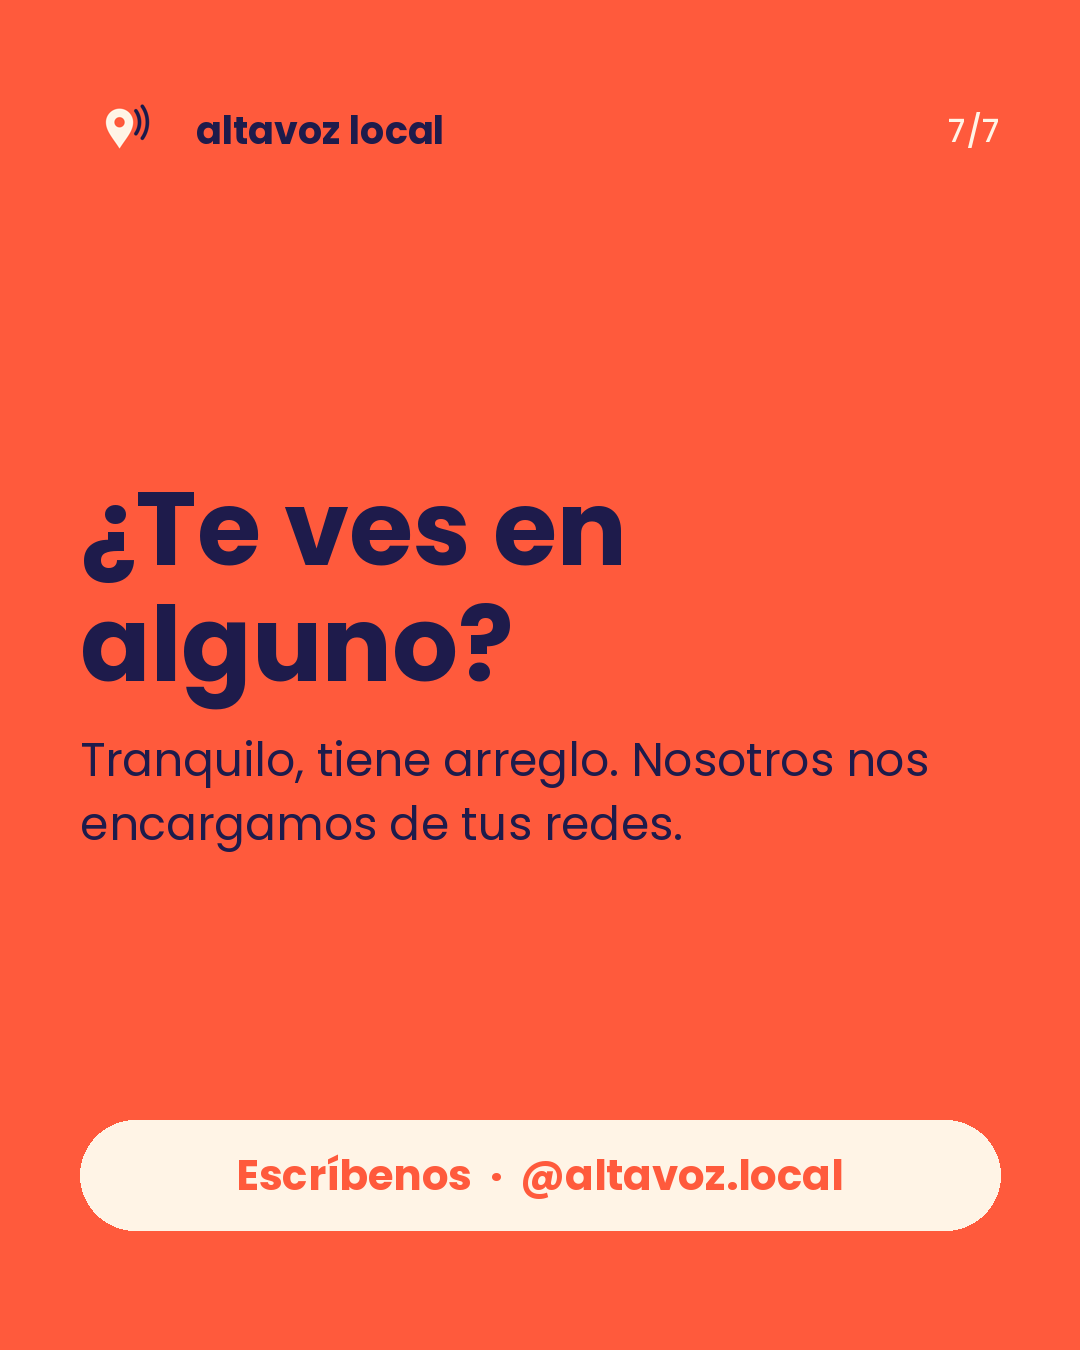 altavoz local
7/7
¿Te ves en
alguno?
Tranquilo, tiene arreglo. Nosotros nos
encargamos de tus redes.
Escríbenos · @altavoz.local